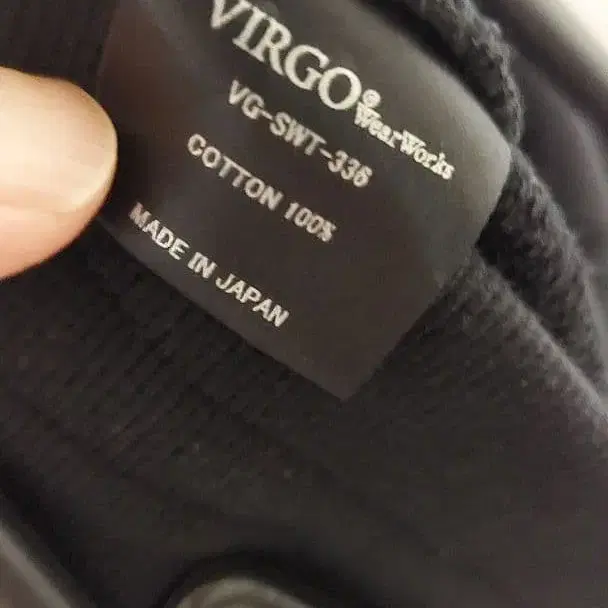 VIRGO® WearWorks
VG-SWT-336
COTTON 100%
MADE IN JAPAN